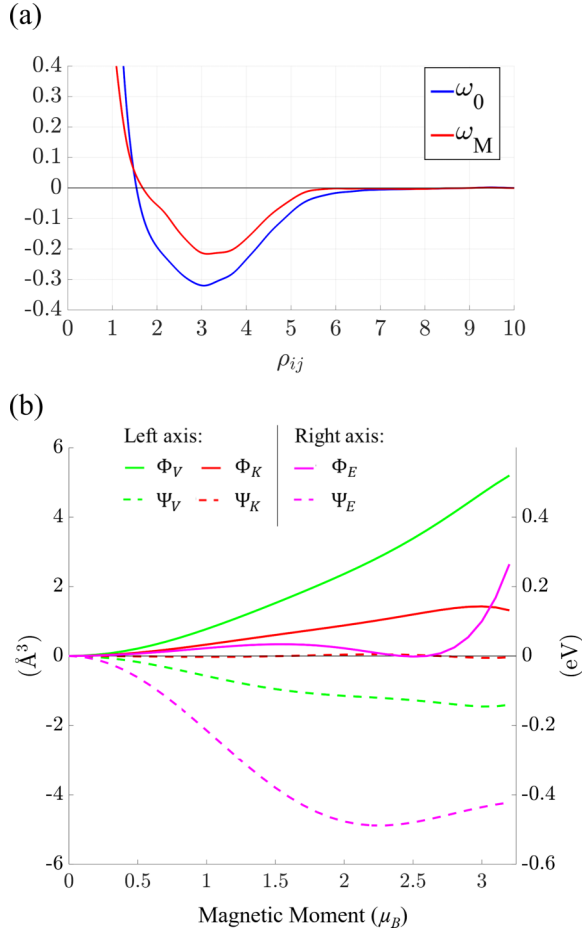 (a)
0.4
0.3
0.2
0.1
0
-0.1
-0.2
-0.3
-0.4
ω0
ωM
0 1 2 3 4 5 6 7 8 9 10
ρij
(b)
Left axis: Right axis:
ΦV ΦK ΦE
ΨV ΨK ΨE
6
4
2
0
-2
-4
-6
(Å3)
0.4
0.2
0
-0.2
-0.4
-0.6
(eV)
0 0.5 1 1.5 2 2.5 3
Magnetic Moment (μB)